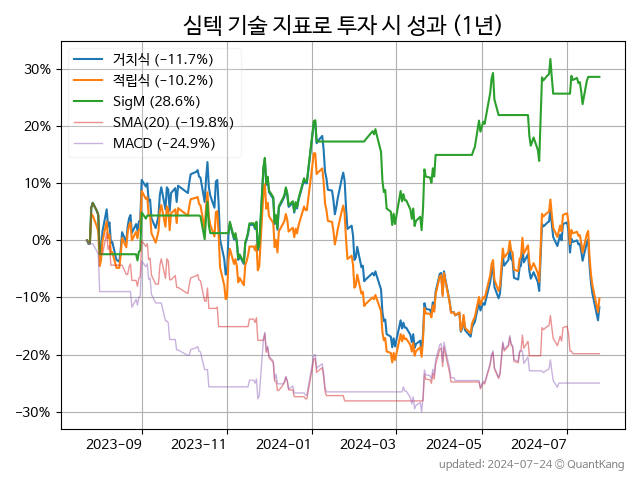 심텍 기술 지표로 투자 시 성과 (1년)
거치식 (−11.7%)
적립식 (−10.2%)
SigM (28.6%)
SMA(20) (−19.8%)
MACD (−24.9%)
30%
20%
10%
0%
−10%
−20%
−30%
2023-09 2023-11 2024-01 2024-03 2024-05 2024-07
updated: 2024-07-24 © QuantKang